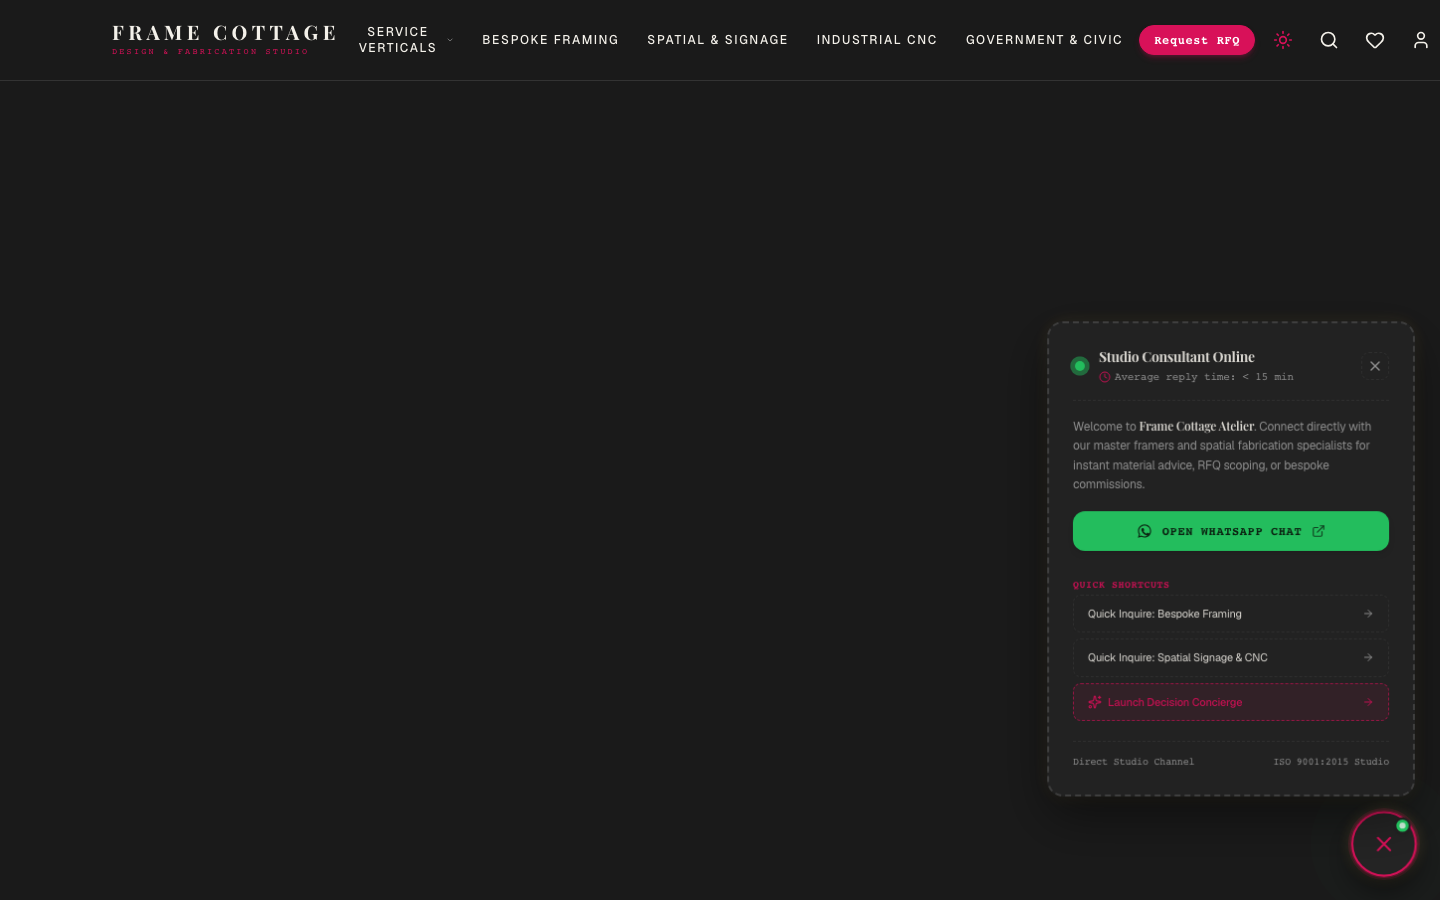 FRAME COTTAGE
DESIGN & FABRICATION STUDIO
SERVICE
VERTICALS
BESPOKE FRAMING
SPATIAL & SIGNAGE
INDUSTRIAL CNC
GOVERNMENT & CIVIC
Request RFQ
Studio Consultant Online
Average reply time: < 15 min
Welcome to Frame Cottage Atelier. Connect directly with
our master framers and spatial fabrication specialists for
instant material advice, RFQ scoping, or bespoke
commissions.
OPEN WHATSAPP CHAT
QUICK SHORTCUTS
Quick Inquire: Bespoke Framing
Quick Inquire: Spatial Signage & CNC
Launch Decision Concierge
Direct Studio Channel
ISO 9001:2015 Studio